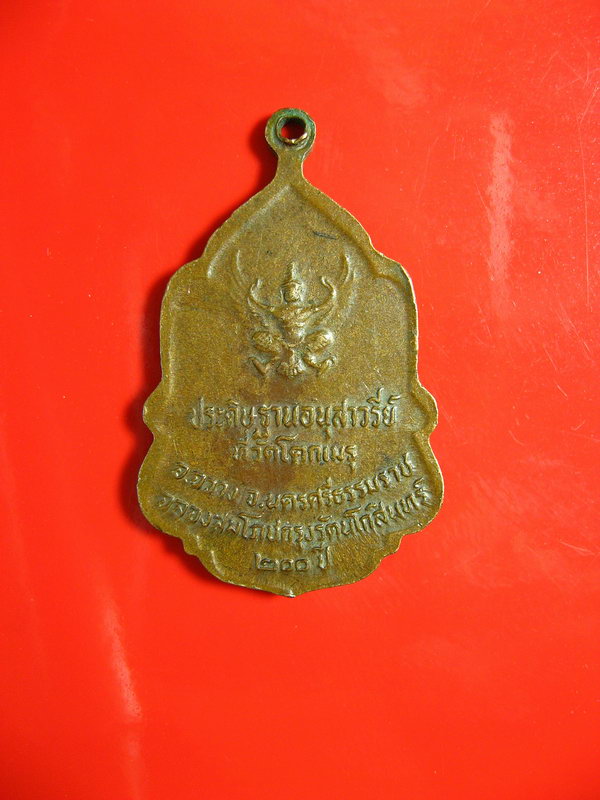 ประดิษฐานอนุสาวรีย์
ที่วัดโคกเมรุ
อ.ฉวาง จ.นครศรีธรรมราช
ฉลองสมโภชกรุงรัตนโกสินทร์
๒๐๐ ปี